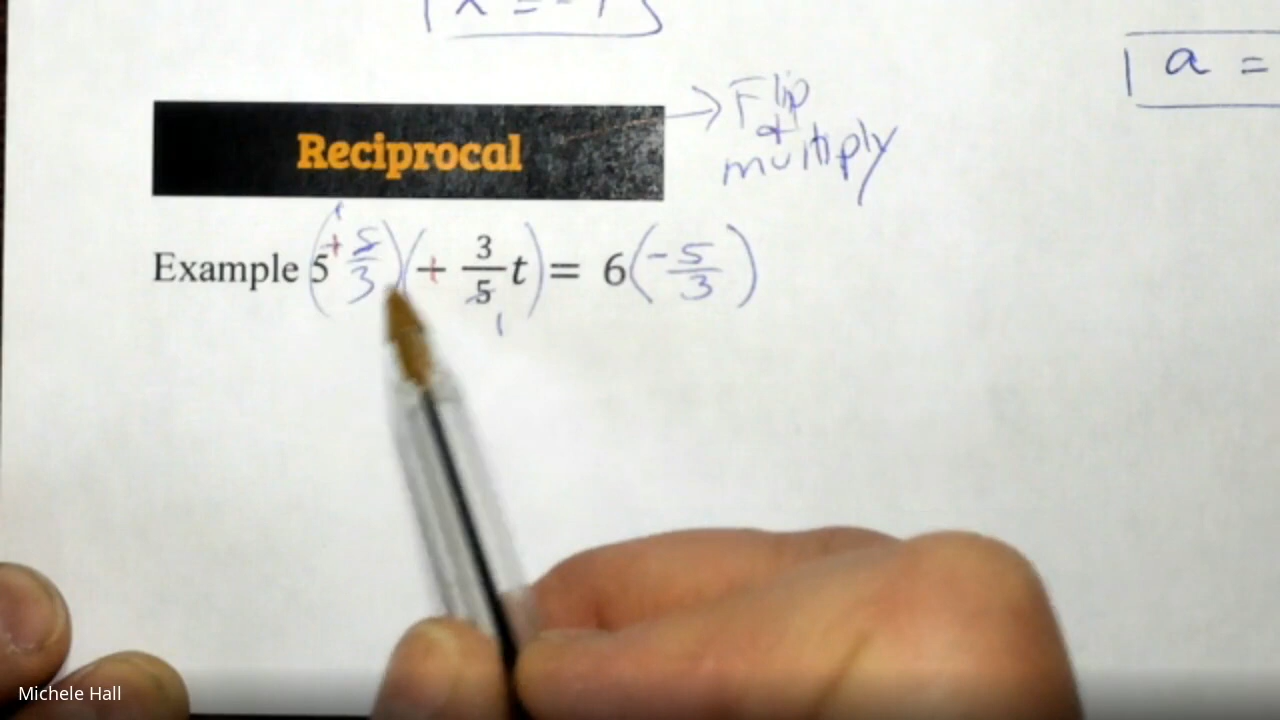 Reciprocal
Flip
&
multiply
Example 5 (+ 5/3)(+ 3/5 t) = 6(- 5/3)
a =
Michele Hall